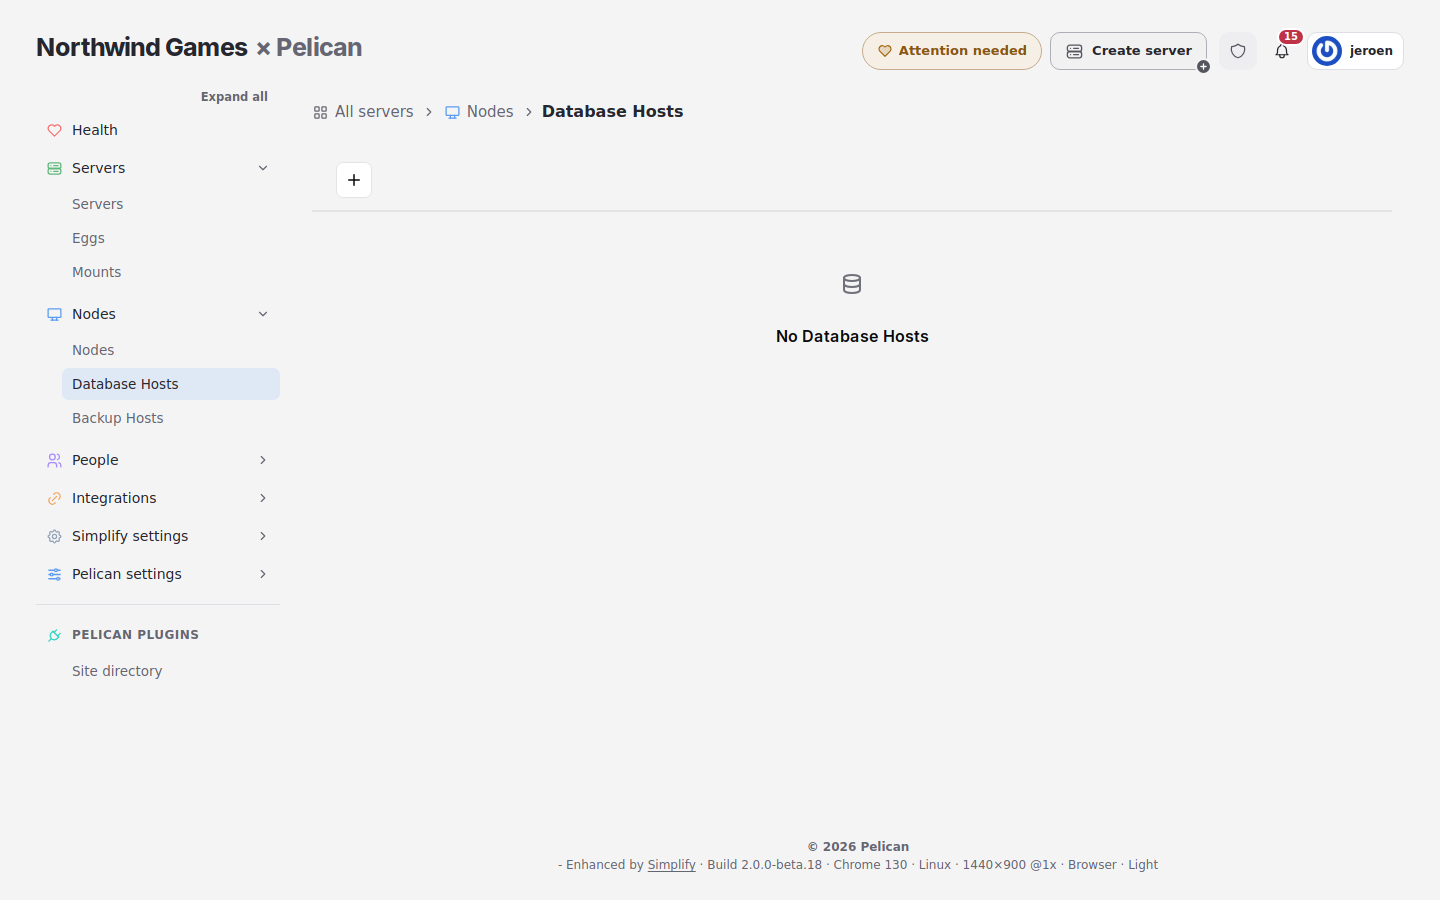 Northwind Games × Pelican
Attention needed
Create server
15
jeroen
Expand all
Health
Servers
Servers
Eggs
Mounts
Nodes
Nodes
Database Hosts
Backup Hosts
People
Integrations
Simplify settings
Pelican settings
PELICAN PLUGINS
Site directory
All servers
Nodes
Database Hosts
No Database Hosts
© 2026 Pelican
- Enhanced by Simplify · Build 2.0.0-beta.18 · Chrome 130 · Linux · 1440×900 @1x · Browser · Light